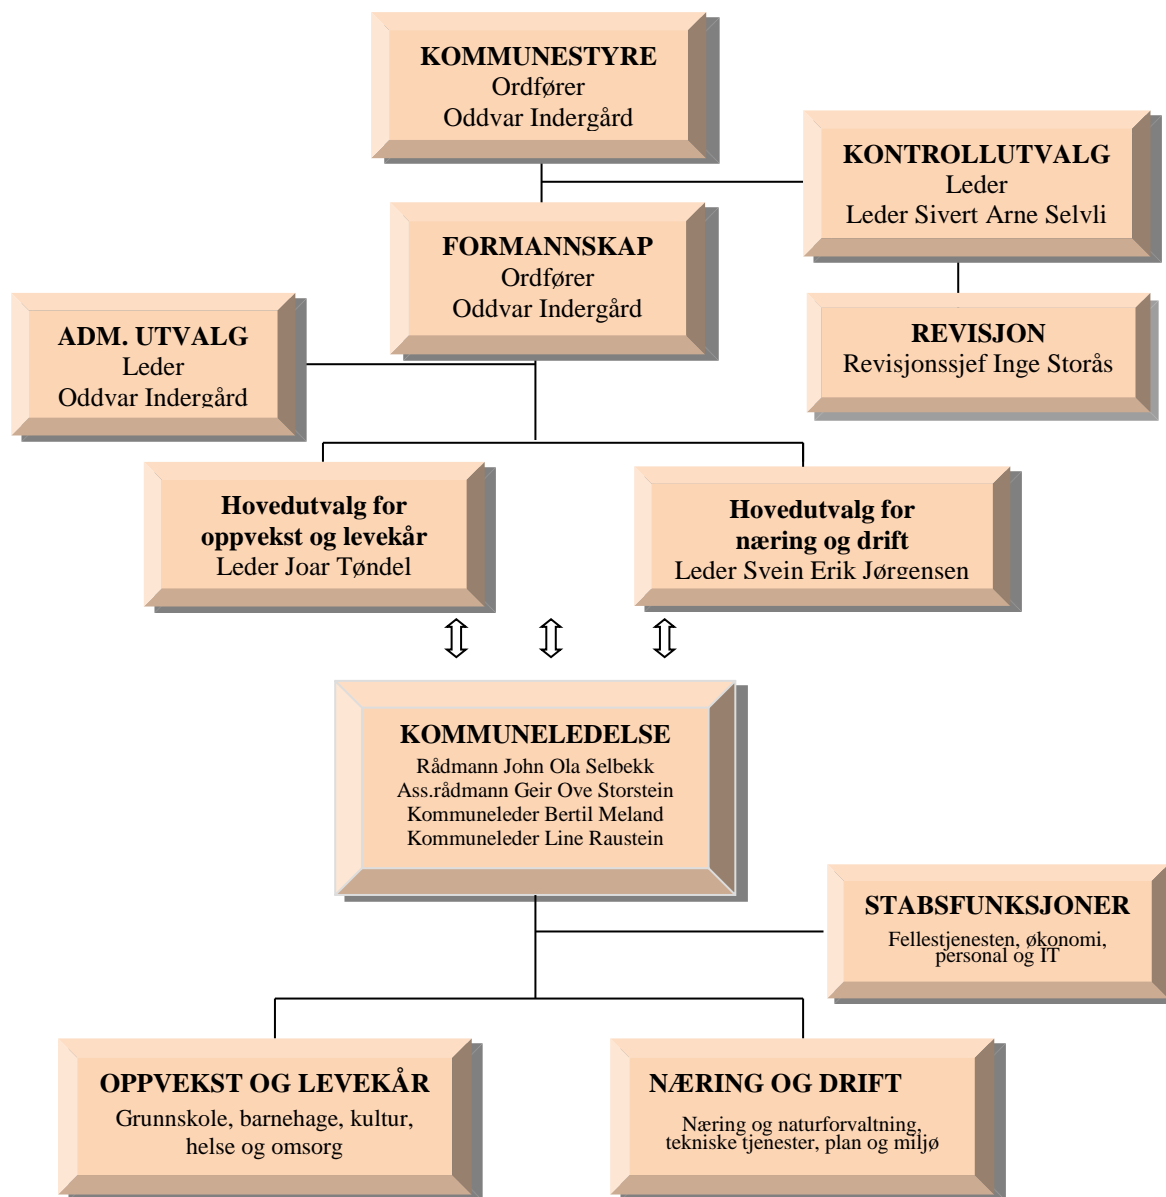 KOMMUNESTYRE
Ordfører
Oddvar Indergård
KONTROLLUTVALG
Leder
Leder Sivert Arne Selvli
FORMANNSKAP
Ordfører
Oddvar Indergård
ADM. UTVALG
Leder
Oddvar Indergård
REVISJON
Revisjonssjef Inge Storås
Hovedutvalg for
oppvekst og levekår
Leder Joar Tøndel
Hovedutvalg for
næring og drift
Leder Svein Erik Jørgensen
KOMMUNELEDELSE
Rådmann John Ola Selbekk
Ass.rådmann Geir Ove Storstein
Kommuneleder Bertil Meland
Kommuneleder Line Raustein
STABSFUNKSJONER
Fellestjenesten, økonomi,
personal og IT
OPPVEKST OG LEVEKÅR
Grunnskole, barnehage, kultur,
helse og omsorg
NÆRING OG DRIFT
Næring og naturforvaltning,
tekniske tjenester, plan og miljø